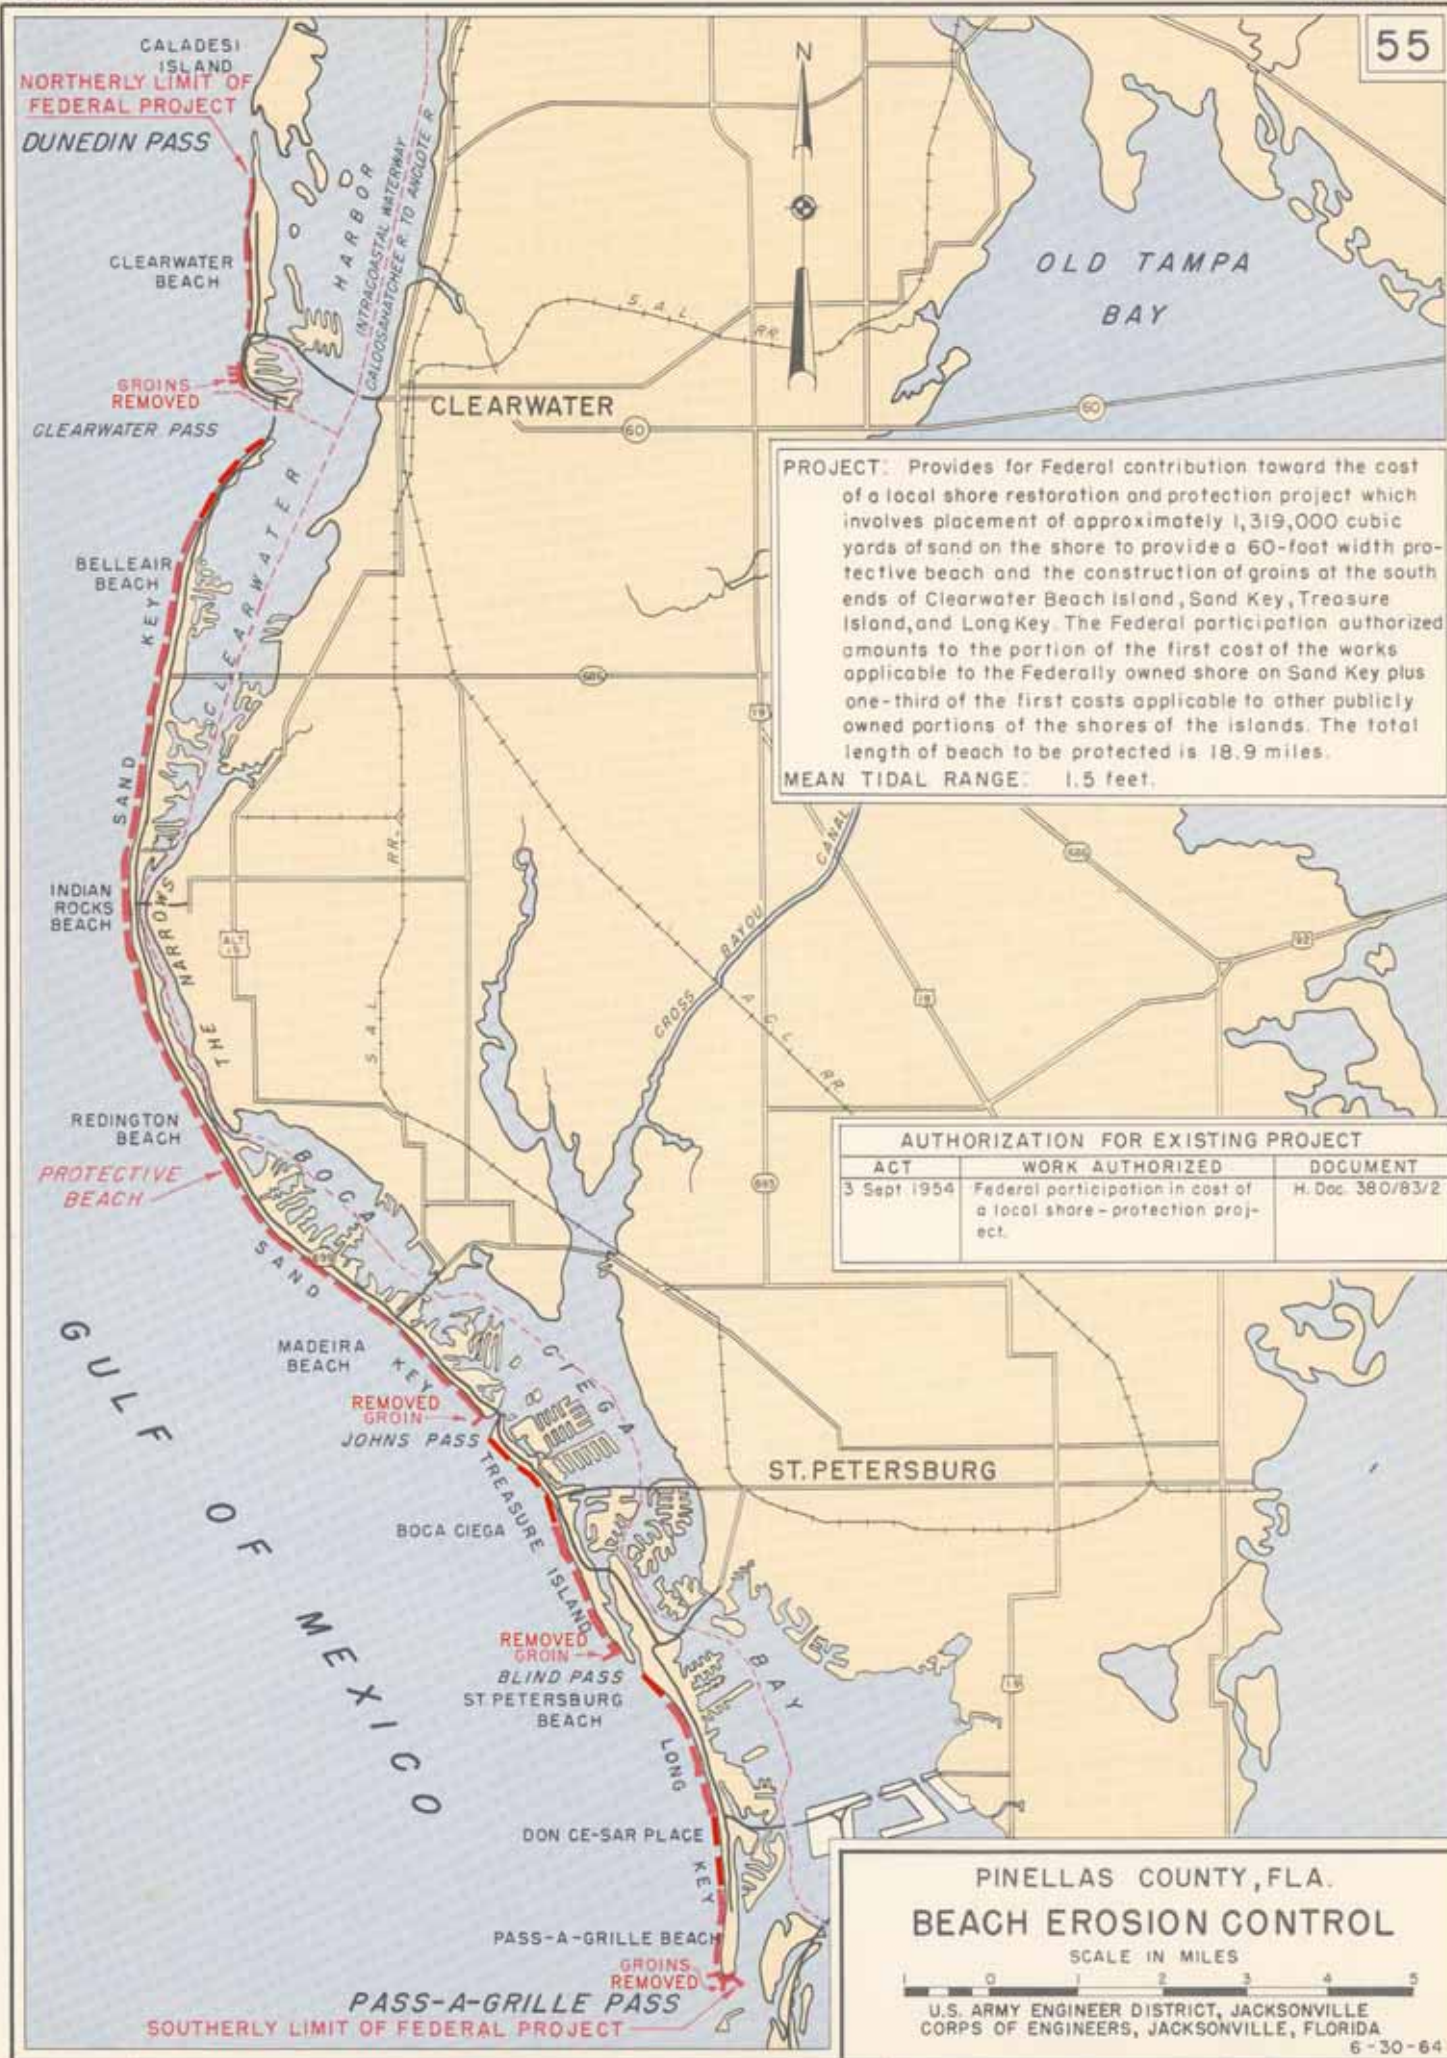 55
CALADESI
ISLAND
NORTHERLY LIMIT OF
FEDERAL PROJECT
DUNEDIN PASS
N
HARBOR
INTRACOASTAL WATERWAY
CALOOSAHATCHEE R. TO ANCLOTE R
CLEARWATER
BEACH
OLD TAMPA
BAY
S. A. L.
RR.
GROINS
REMOVED
CLEARWATER PASS
CLEARWATER
60
60
PROJECT: Provides for Federal contribution toward the cost
of a local shore restoration and protection project which
involves placement of approximately 1,319,000 cubic
yards of sand on the shore to provide a 60-foot width pro-
tective beach and the construction of groins at the south
ends of Clearwater Beach Island, Sand Key, Treasure
Island, and Long Key. The Federal participation authorized
amounts to the portion of the first cost of the works
applicable to the Federally owned shore on Sand Key plus
one-third of the first costs applicable to other publicly
owned portions of the shores of the islands. The total
length of beach to be protected is 18.9 miles.
MEAN TIDAL RANGE: 1.5 feet.
BELLEAIR
BEACH
CLEARWATER
SAND KEY
19
CANAL
686
INDIAN
ROCKS
BEACH
THE NARROWS
ALT
19
RR.
S. A. L.
CROSS BAYOU
A. C. L. RR.
19
92
REDINGTON
BEACH
PROTECTIVE
BEACH
BOCA
SAND
699
AUTHORIZATION FOR EXISTING PROJECT
ACT WORK AUTHORIZED DOCUMENT
3 Sept 1954 Federal participation in cost of H. Doc. 380/83/2
a local shore-protection proj-
ect.
693
GULF OF MEXICO
MADEIRA
BEACH
KEY
CIEGA
REMOVED
GROIN
JOHNS PASS
TREASURE ISLAND
ST. PETERSBURG
BOCA CIEGA
REMOVED
GROIN
BLIND PASS
ST. PETERSBURG
BEACH
BAY
19
LONG
DON CE-SAR PLACE
KEY
PASS-A-GRILLE BEACH
GROINS
REMOVED
PASS-A-GRILLE PASS
SOUTHERLY LIMIT OF FEDERAL PROJECT
PINELLAS COUNTY, FLA.
BEACH EROSION CONTROL
SCALE IN MILES
1 0 1 2 3 4 5
U.S. ARMY ENGINEER DISTRICT, JACKSONVILLE
CORPS OF ENGINEERS, JACKSONVILLE, FLORIDA
6-30-64